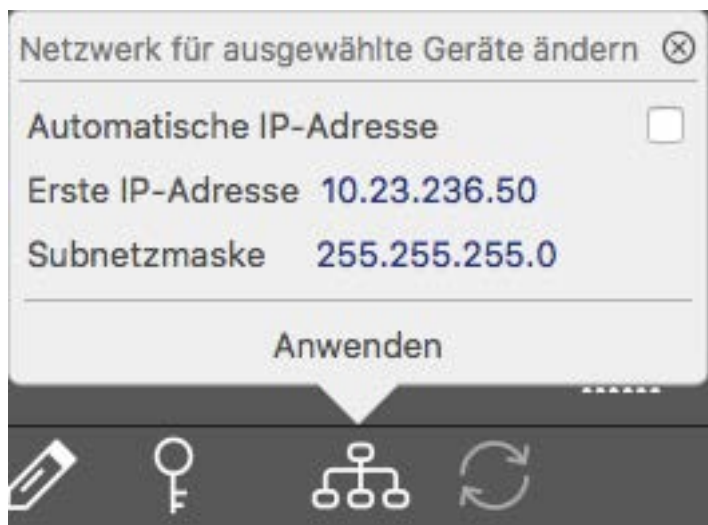 Netzwerk für ausgewählte Geräte ändern
Automatische IP-Adresse
Erste IP-Adresse 10.23.236.50
Subnetzmaske 255.255.255.0
Anwenden